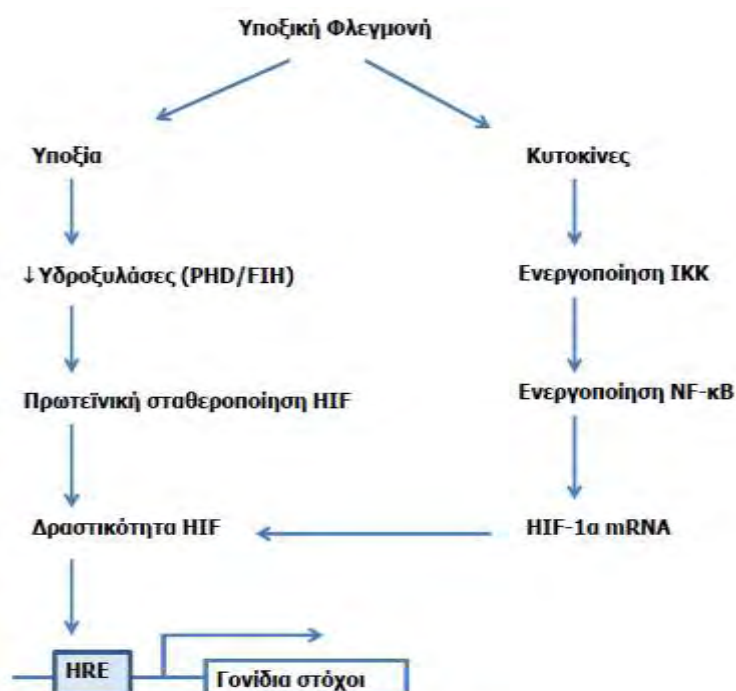 Υποξική Φλεγμονή
Υποξία
Κυτοκίνες
↓Υδροξυλάσες (PHD/FIH)
Ενεργοποίηση IKK
Πρωτεϊνική σταθεροποίηση HIF
Ενεργοποίηση NF-κB
Δραστικότητα HIF
HIF-1α mRNA
HRE
Γονίδια στόχοι